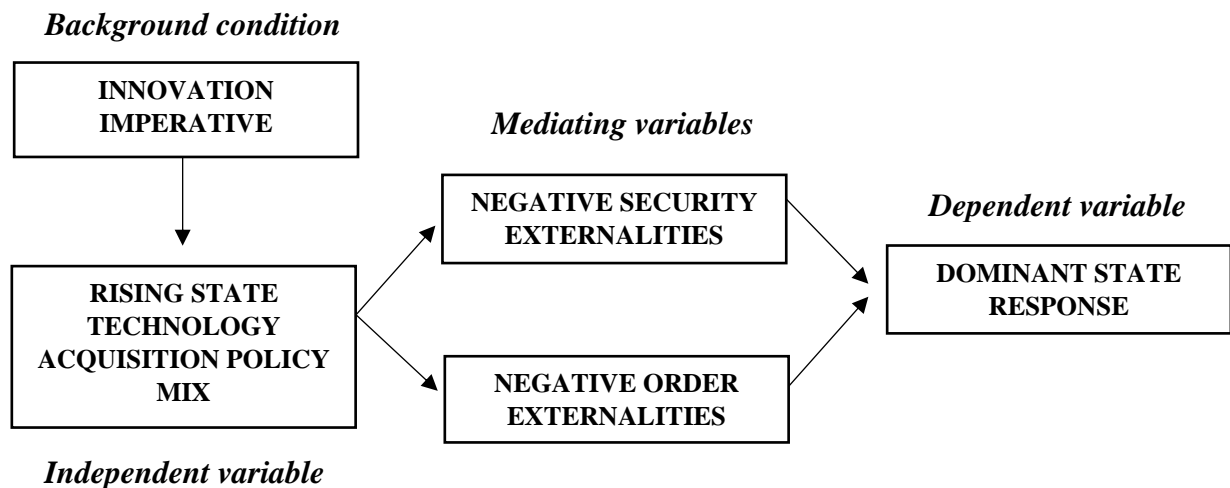 Background condition
INNOVATION
IMPERATIVE
RISING STATE
TECHNOLOGY
ACQUISITION POLICY
MIX
Independent variable
Mediating variables
NEGATIVE SECURITY
EXTERNALITIES
NEGATIVE ORDER
EXTERNALITIES
Dependent variable
DOMINANT STATE
RESPONSE